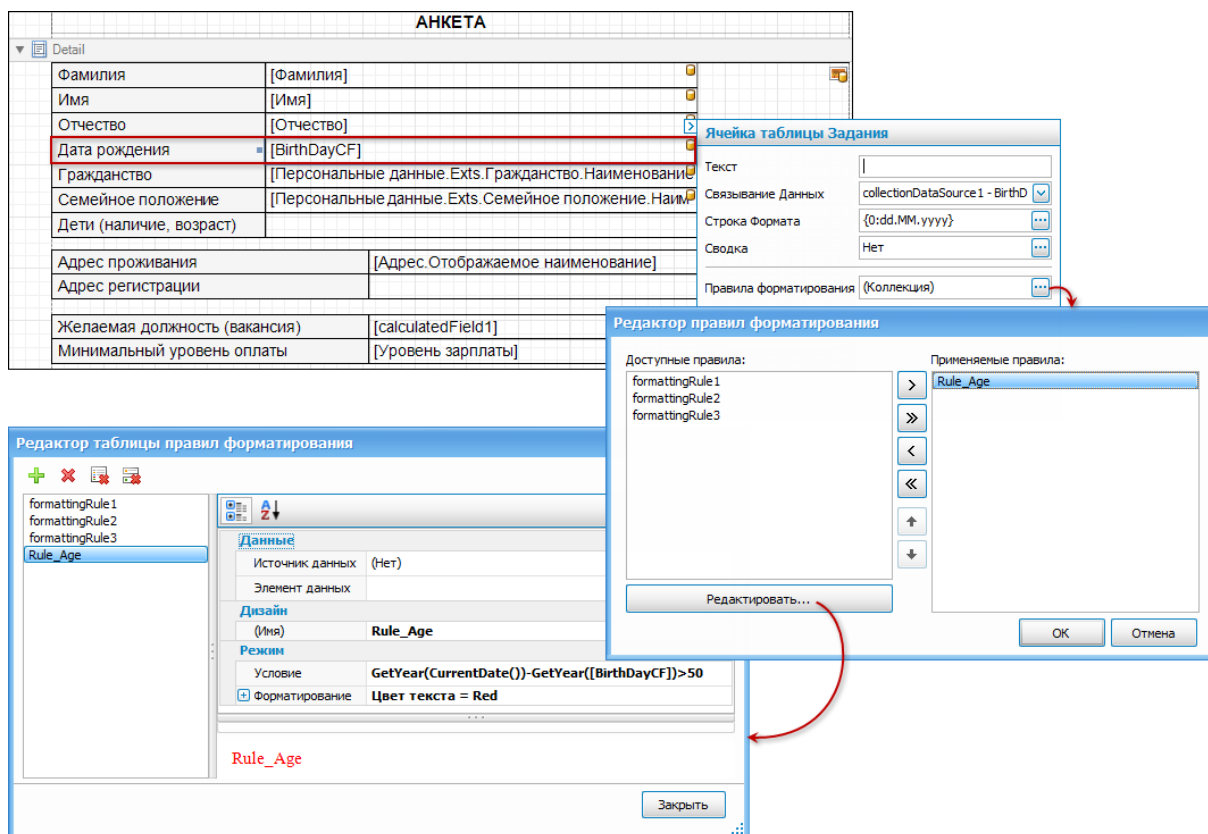 АНКЕТА
Detail
Фамилия [Фамилия]
Имя [Имя]
Отчество [Отчество]
Дата рождения [BirthDayCF]
Гражданство [Персональные данные.Exts.Гражданство.Наименование
Семейное положение [Персональные данные.Exts.Семейное положение.Наим
Дети (наличие, возраст)
Адрес проживания [Адрес.Отображаемое наименование]
Адрес регистрации
Желаемая должность (вакансия) [calculatedField1]
Минимальный уровень оплаты [Уровень зарплаты]
Ячейка таблицы Задания
Текст
Связывание Данных collectionDataSource1 - BirthD
Строка Формата {0:dd.MM.yyyy}
Сводка Нет
Правила форматирования (Коллекция)
Редактор правил форматирования
Доступные правила: Применяемые правила:
formattingRule1 Rule_Age
formattingRule2
formattingRule3
Редактировать...
ОК Отмена
Редактор таблицы правил форматирования
formattingRule1
formattingRule2
formattingRule3
Rule_Age
Данные
Источник данных (Нет)
Элемент данных
Дизайн
(Имя) Rule_Age
Режим
Условие GetYear(CurrentDate())-GetYear([BirthDayCF])>50
Форматирование Цвет текста = Red
Rule_Age
Закрыть